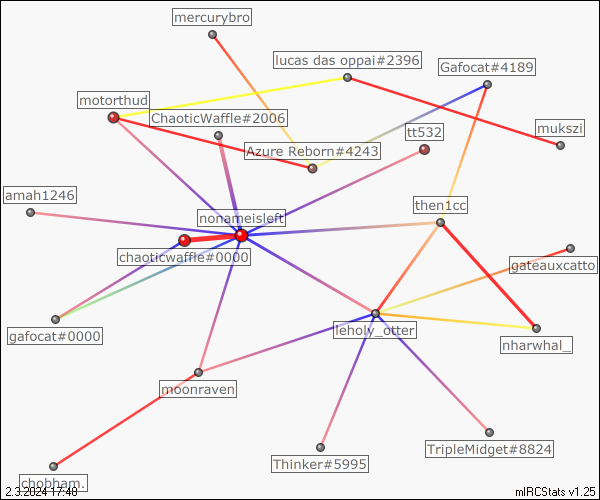 mercurybro
lucas das oppai#2396
Gafocat#4189
motorthud
ChaoticWaffle#2006
tt532
mukszi
Azure Reborn#4243
amah1246
then1cc
nonameisleft
chaoticwaffle#0000
gateauxcatto
gafocat#0000
leholy_otter
nharwhal_
moonraven
Thinker#5995
TripleMidget#8824
chobham.
2.3.2024 17:48
mIRCStats v1.25